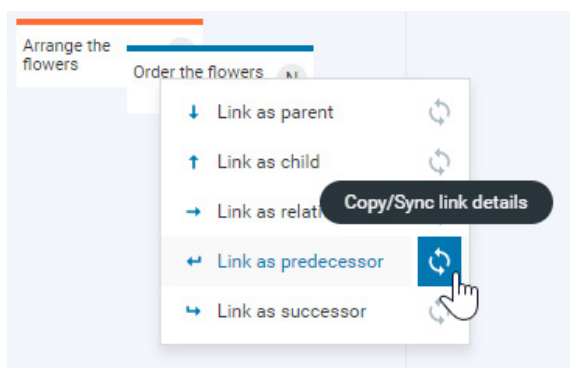 Arrange the
flowers
Order the flowers
N
Link as parent
Link as child
Link as relati
Copy/Sync link details
Link as predecessor
Link as successor